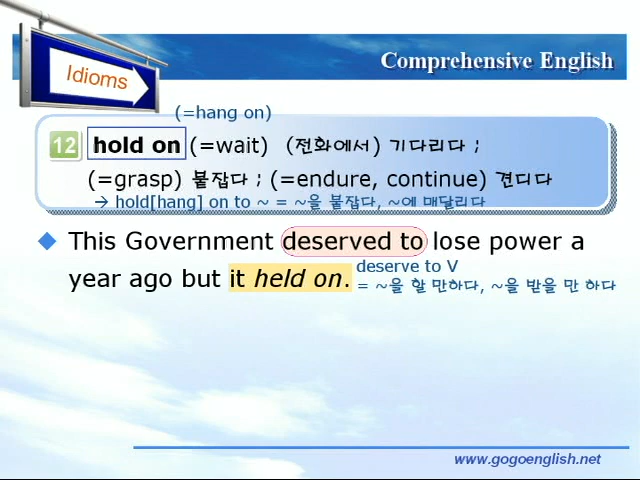 Idioms
Comprehensive English
(=hang on)
12 hold on (=wait) (전화에서) 기다리다 ;
(=grasp) 붙잡다 ; (=endure, continue) 견디다
→ hold[hang] on to ~ = ~을 붙잡다, ~에 매달리다
◆ This Government deserved to lose power a
year ago but it held on.
deserve to V
= ~을 할 만하다, ~을 받을 만 하다
www.gogoenglish.net